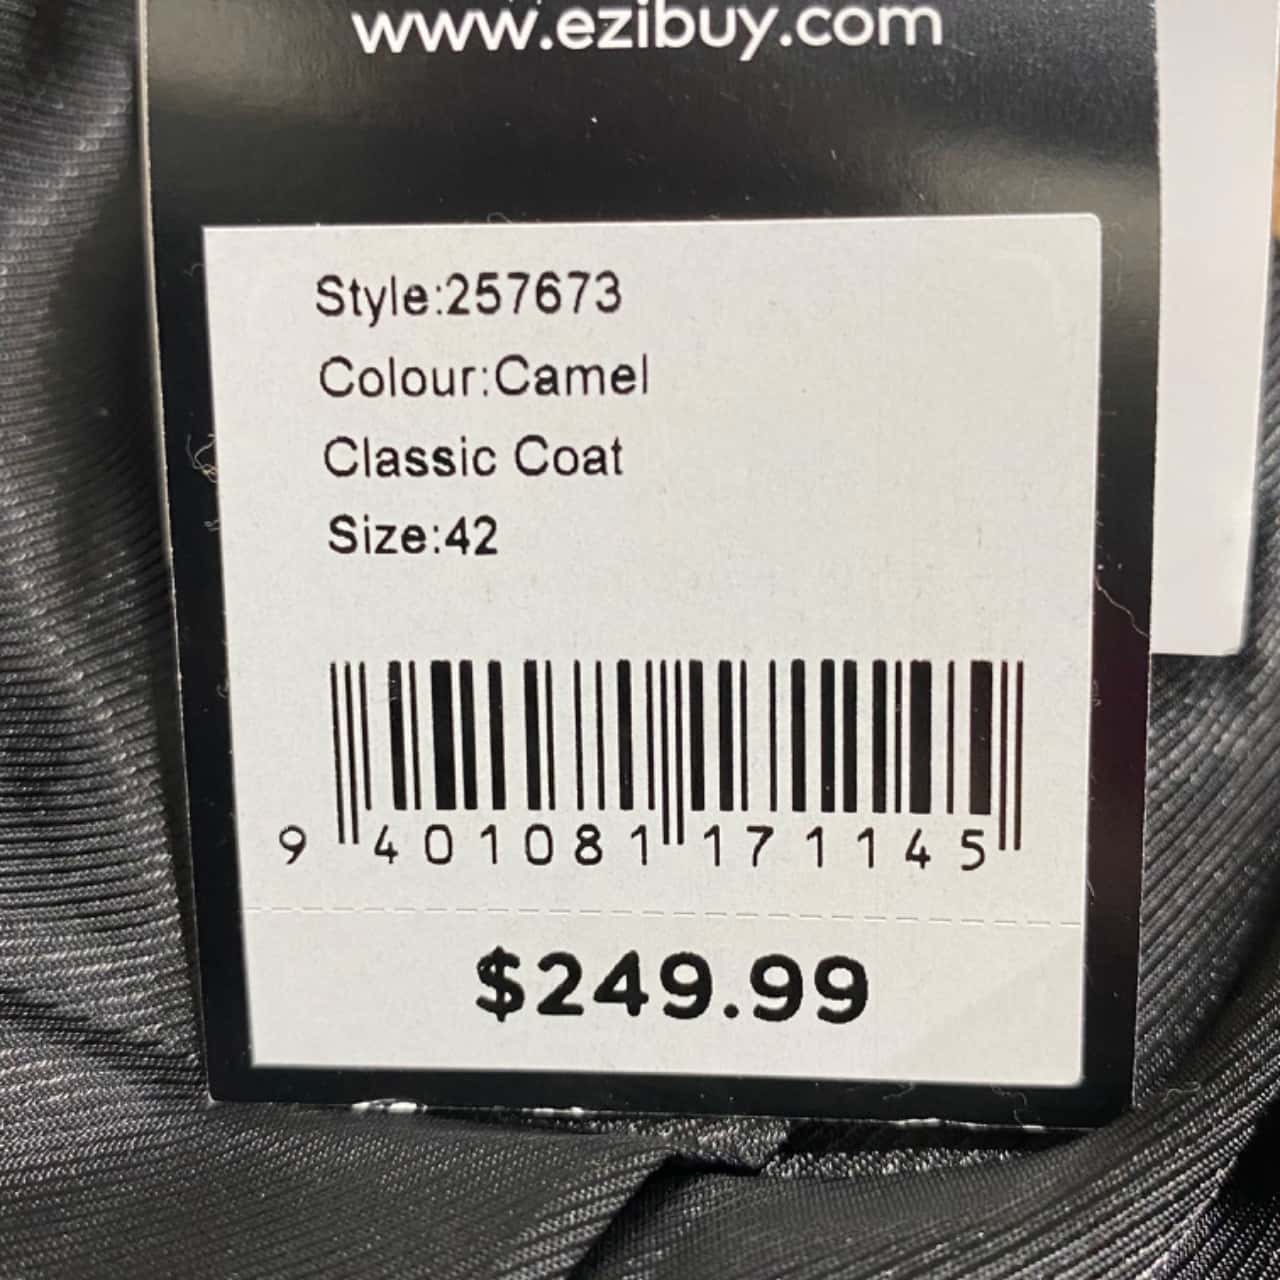 www.ezibuy.com
Style:257673
Colour:Camel
Classic Coat
Size:42
9 401081 171145
$249.99